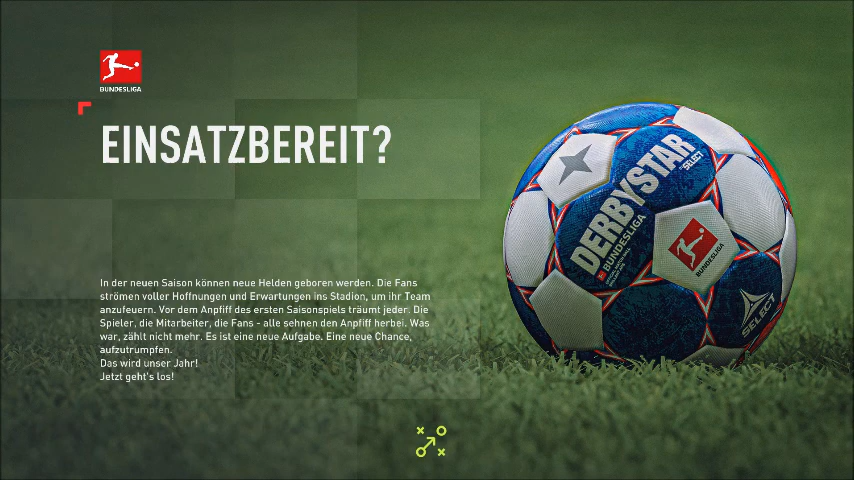 BUNDESLIGA
EINSATZBEREIT?
In der neuen Saison können neue Helden geboren werden. Die Fans
strömen voller Hoffnungen und Erwartungen ins Stadion, um ihr Team
anzufeuern. Vor dem Anpfiff des ersten Saisonspiels träumt jeder. Die
Spieler, die Mitarbeiter, die Fans - alle sehnen den Anpfiff herbei. Was
war, zählt nicht mehr. Es ist eine neue Aufgabe. Eine neue Chance,
aufzutrumpfen.
Das wird unser Jahr!
Jetzt geht's los!
DERBYSTAR
SELECT
BUNDESLIGA
BUNDESLIGA
SELECT